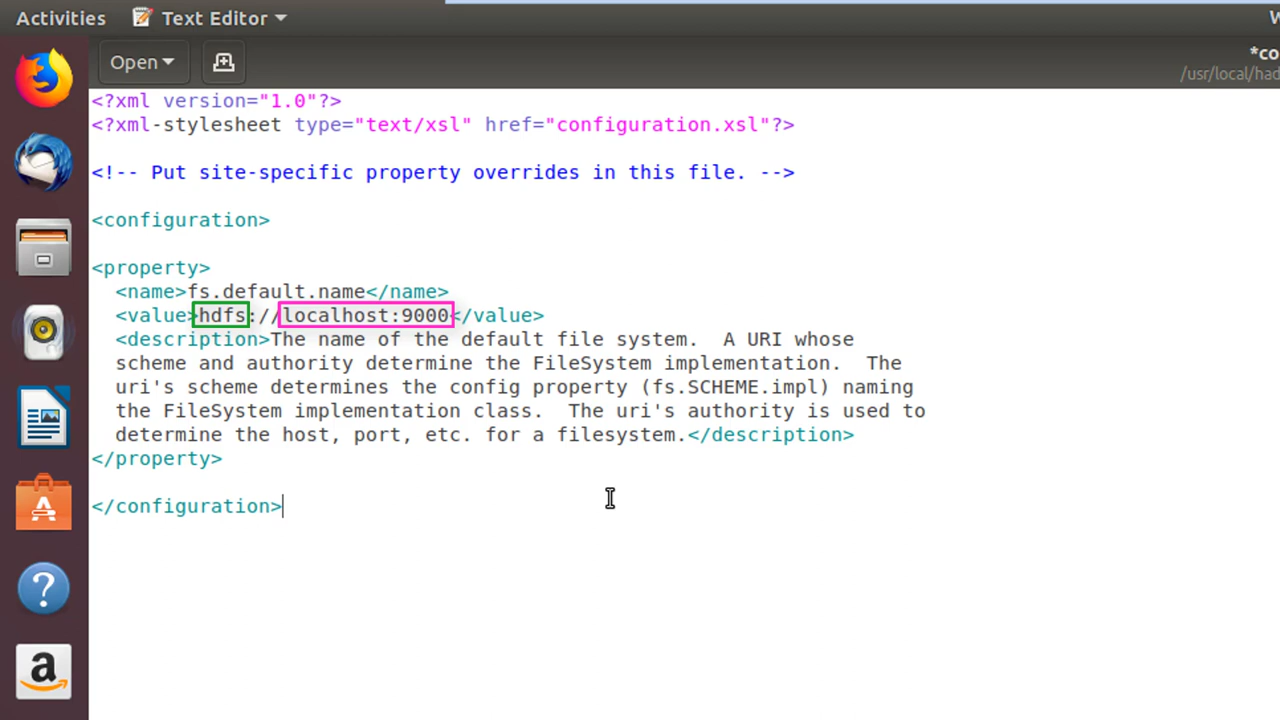 Activities Text Editor
W
Open
*co
/usr/local/had
<?xml version="1.0"?>
<?xml-stylesheet type="text/xsl" href="configuration.xsl"?>
<!-- Put site-specific property overrides in this file. -->
<configuration>
<property>
<name>fs.default.name</name>
<value>hdfs://localhost:9000</value>
<description>The name of the default file system. A URI whose
scheme and authority determine the FileSystem implementation. The
uri's scheme determines the config property (fs.SCHEME.impl) naming
the FileSystem implementation class. The uri's authority is used to
determine the host, port, etc. for a filesystem.</description>
</property>
</configuration>